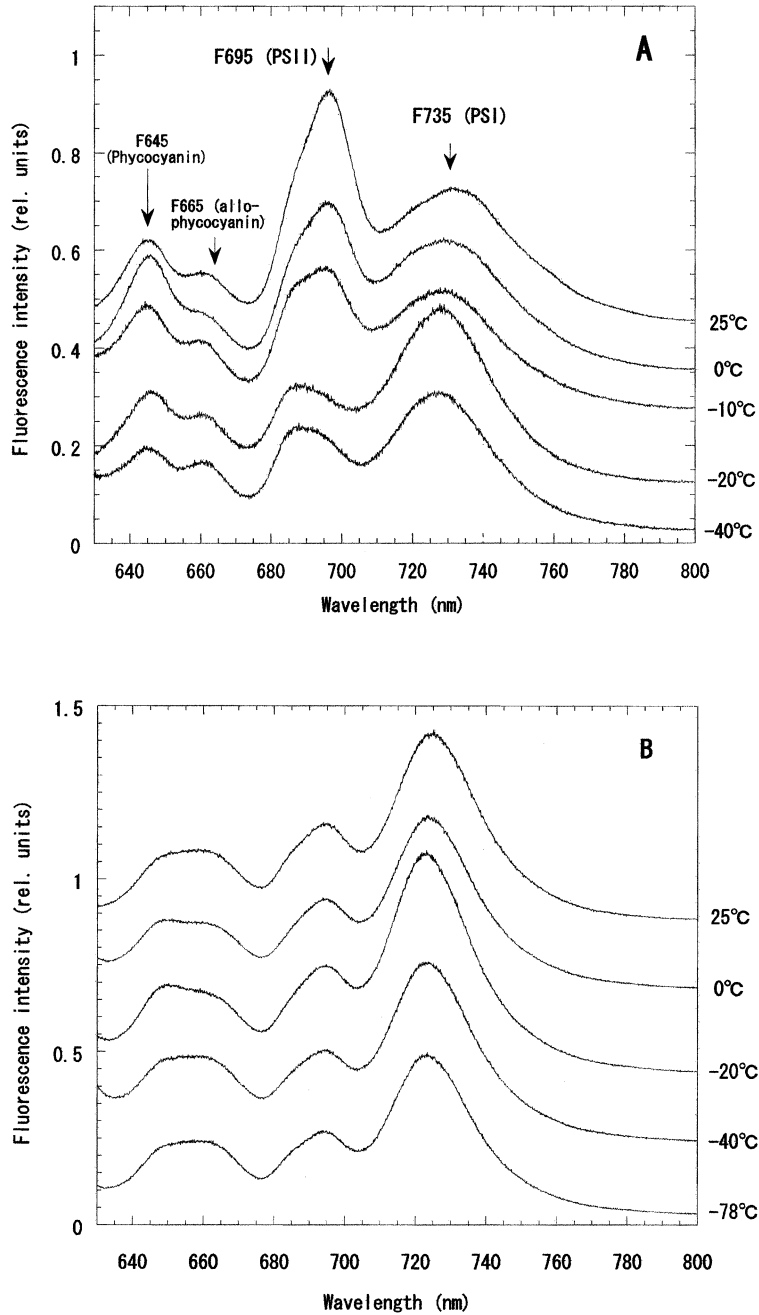 A
F695 (PSII)
F735 (PSI)
F645
(Phycocyanin)
F665 (allo-
phycocyanin)
Fluorescence intensity (rel. units)
1
0.8
0.6
0.4
0.2
0
25℃
0℃
-10℃
-20℃
-40℃
640 660 680 700 720 740 760 780 800
Wavelength (nm)
B
Fluorescence intensity (rel. units)
1.5
1
0.5
0
25℃
0℃
-20℃
-40℃
-78℃
640 660 680 700 720 740 760 780 800
Wavelength (nm)